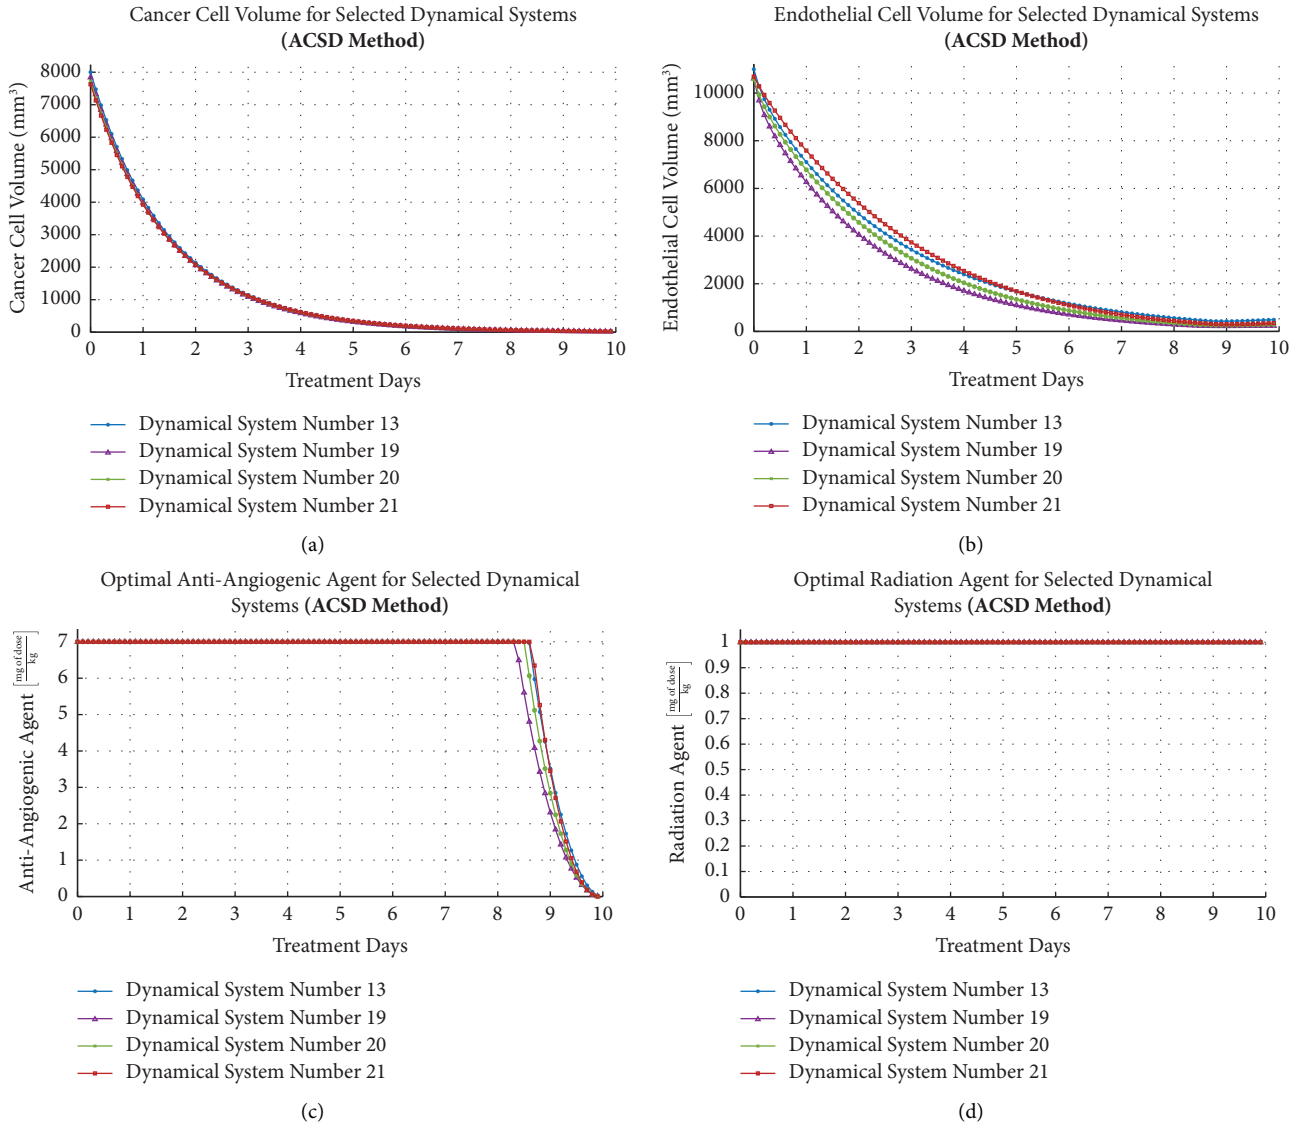 Cancer Cell Volume for Selected Dynamical Systems
(ACSD Method)
Cancer Cell Volume (mm³)
8000
7000
6000
5000
4000
3000
2000
1000
0
0 1 2 3 4 5 6 7 8 9 10
Treatment Days
Dynamical System Number 13
Dynamical System Number 19
Dynamical System Number 20
Dynamical System Number 21
(a)
Endothelial Cell Volume for Selected Dynamical Systems
(ACSD Method)
Endothelial Cell Volume (mm³)
10000
8000
6000
4000
2000
0
0 1 2 3 4 5 6 7 8 9 10
Treatment Days
Dynamical System Number 13
Dynamical System Number 19
Dynamical System Number 20
Dynamical System Number 21
(b)
Optimal Anti-Angiogenic Agent for Selected Dynamical
Systems (ACSD Method)
Anti-Angiogenic Agent [mg of dose / kg]
7
6
5
4
3
2
1
0
0 1 2 3 4 5 6 7 8 9 10
Treatment Days
Dynamical System Number 13
Dynamical System Number 19
Dynamical System Number 20
Dynamical System Number 21
(c)
Optimal Radiation Agent for Selected Dynamical
Systems (ACSD Method)
Radiation Agent [mg of dose / kg]
1
0.9
0.8
0.7
0.6
0.5
0.4
0.3
0.2
0.1
0
0 1 2 3 4 5 6 7 8 9 10
Treatment Days
Dynamical System Number 13
Dynamical System Number 19
Dynamical System Number 20
Dynamical System Number 21
(d)